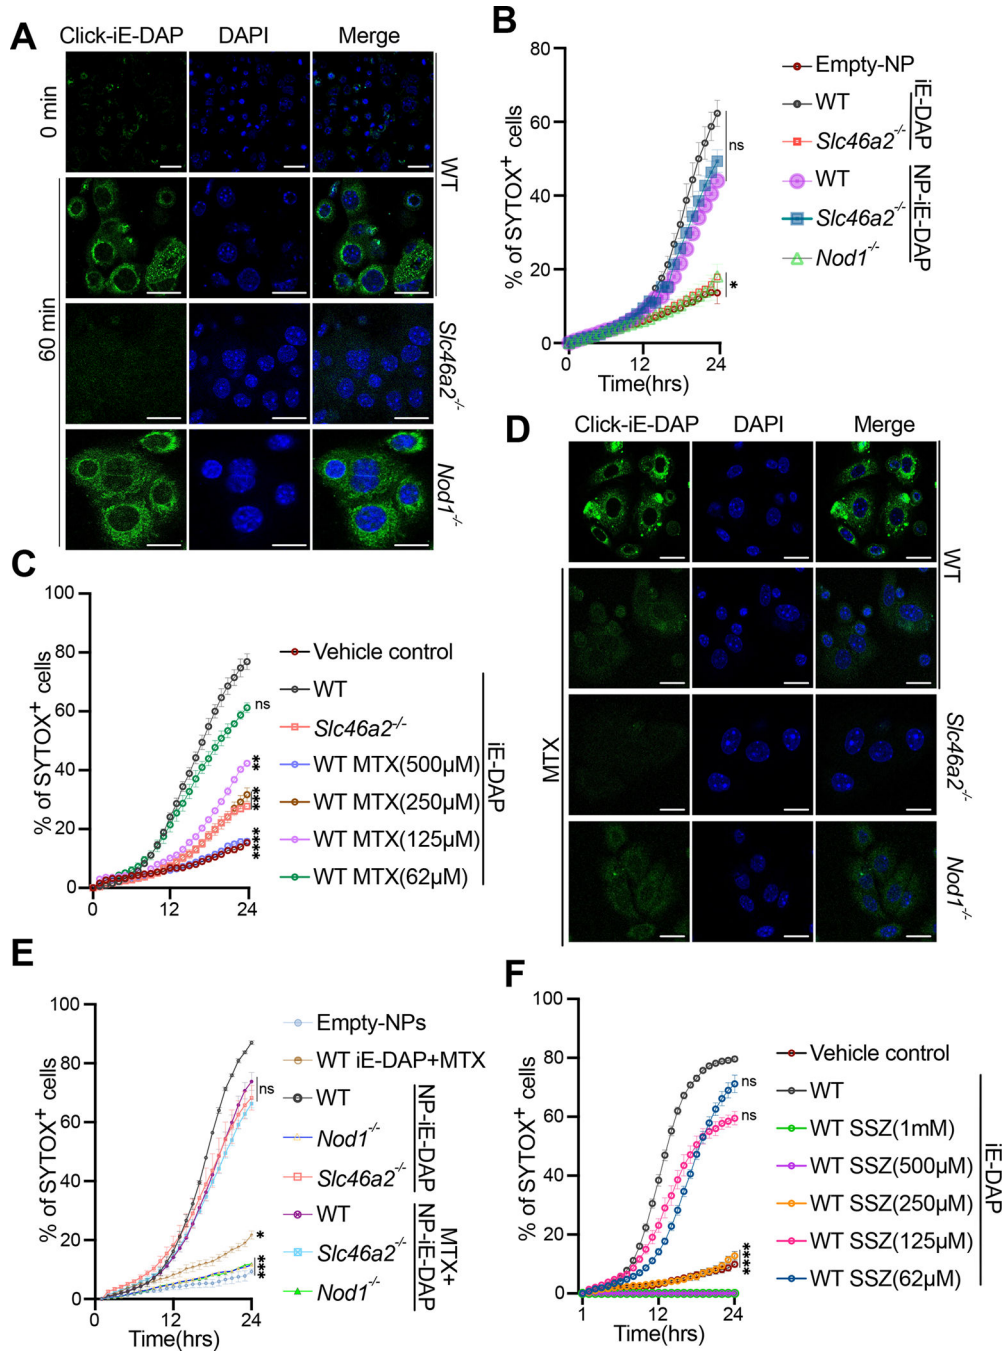 A
Click-iE-DAP DAPI Merge
0 min
60 min
WT
Slc46a2-/-
Nod1-/-
B
% of SYTOX+ cells
80
60
40
20
0
0 12 24
Time(hrs)
ns
*
Empty-NP
WT
Slc46a2-/-
WT
Slc46a2-/-
Nod1-/-
iE-DAP
NP-iE-DAP
C
% of SYTOX+ cells
100
80
60
40
20
0
0 12 24
Time(hrs)
ns
**
***
****
Vehicle control
WT
Slc46a2-/-
WT MTX(500µM)
WT MTX(250µM)
WT MTX(125µM)
WT MTX(62µM)
iE-DAP
D
Click-iE-DAP DAPI Merge
MTX
WT
Slc46a2-/-
Nod1-/-
E
% of SYTOX+ cells
100
80
60
40
20
0
0 12 24
Time(hrs)
ns
*
***
Empty-NPs
WT iE-DAP+MTX
WT
Nod1-/-
Slc46a2-/-
WT
Slc46a2-/-
Nod1-/-
NP-iE-DAP
MTX+
NP-iE-DAP
F
% of SYTOX+ cells
100
80
60
40
20
0
1 12 24
Time(hrs)
ns
ns
****
Vehicle control
WT
WT SSZ(1mM)
WT SSZ(500µM)
WT SSZ(250µM)
WT SSZ(125µM)
WT SSZ(62µM)
iE-DAP